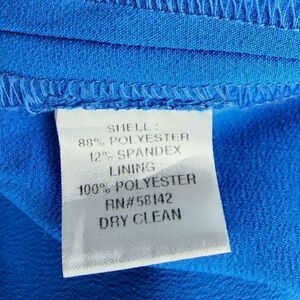 SHELL:
88% POLYESTER
12% SPANDEX
LINING:
100% POLYESTER
RN#58142
DRY CLEAN